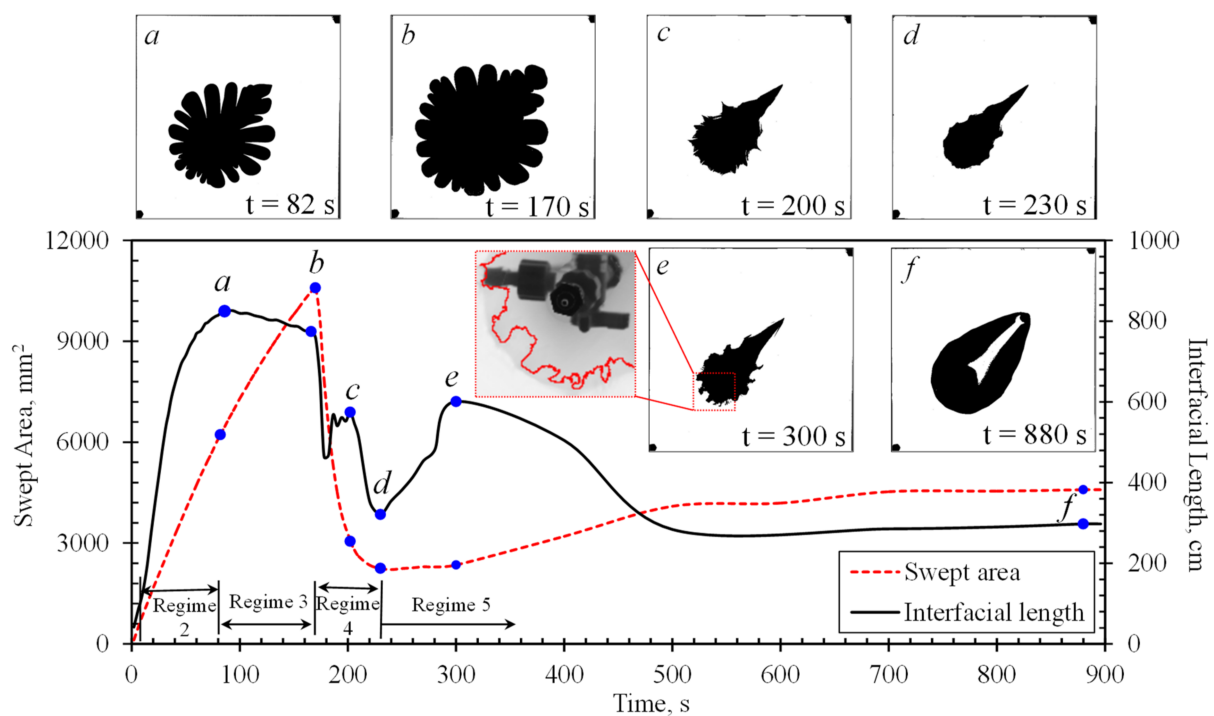 a
t = 82 s
b
t = 170 s
c
t = 200 s
d
t = 230 s
12000
9000
6000
3000
0
Swept Area, mm²
a
b
c
d
e
f
e
t = 300 s
f
t = 880 s
1000
800
600
400
200
0
Interfacial Length, cm
Regime
2
Regime 3
Regime
4
Regime 5
Swept area
Interfacial length
0
100
200
300
400
500
600
700
800
900
Time, s